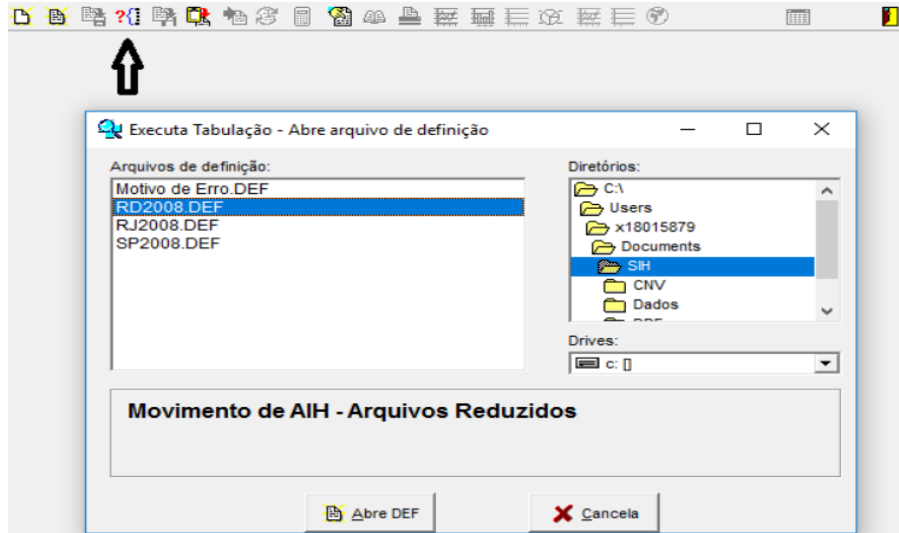 ?{
Executa Tabulação - Abre arquivo de definição
Arquivos de definição:
Motivo de Erro.DEF
RD2008.DEF
RJ2008.DEF
SP2008.DEF
Diretórios:
C:\
Users
x18015879
Documents
SIH
CNV
Dados
Drives:
c: []
Movimento de AIH - Arquivos Reduzidos
Abre DEF
Cancela